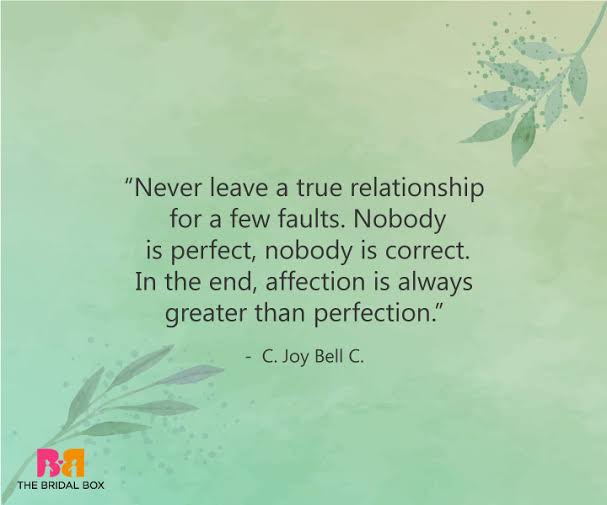 “Never leave a true relationship
for a few faults. Nobody
is perfect, nobody is correct.
In the end, affection is always
greater than perfection.”
- C. Joy Bell C.
BB
THE BRIDAL BOX